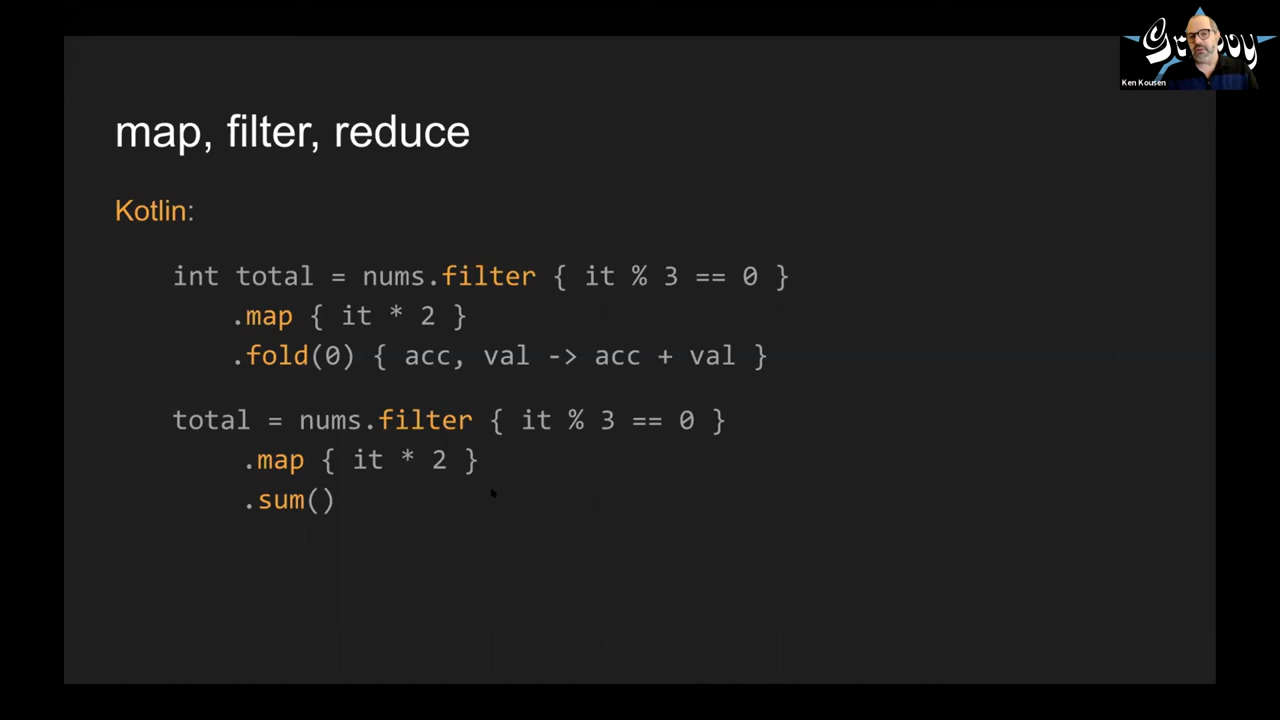 Groovy
Ken Kousen
map, filter, reduce
Kotlin:
int total = nums.filter { it % 3 == 0 }
.map { it * 2 }
.fold(0) { acc, val -> acc + val }
total = nums.filter { it % 3 == 0 }
.map { it * 2 }
.sum()